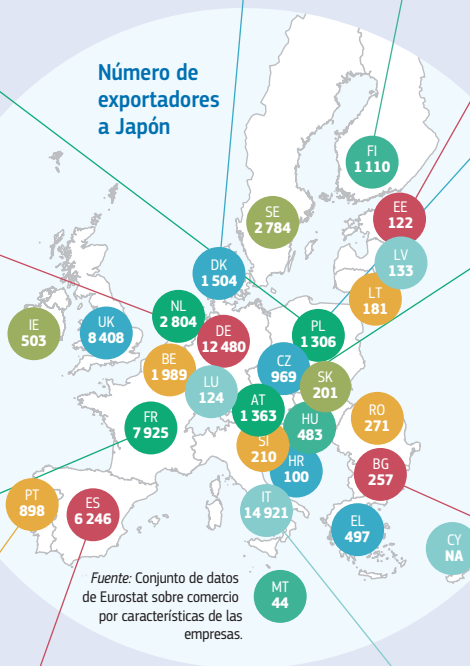 Número de
exportadores
a Japón
FI
1 110
SE
2 784
EE
122
LV
133
LT
181
DK
1 504
NL
2 804
DE
12 480
PL
1 306
IE
503
UK
8 408
BE
1 989
LU
124
CZ
969
SK
201
AT
1 363
HU
483
RO
271
FR
7 925
SI
210
HR
100
BG
257
PT
898
ES
6 246
IT
14 921
EL
497
CY
NA
MT
44
Fuente: Conjunto de datos
de Eurostat sobre comercio
por características de las
empresas.